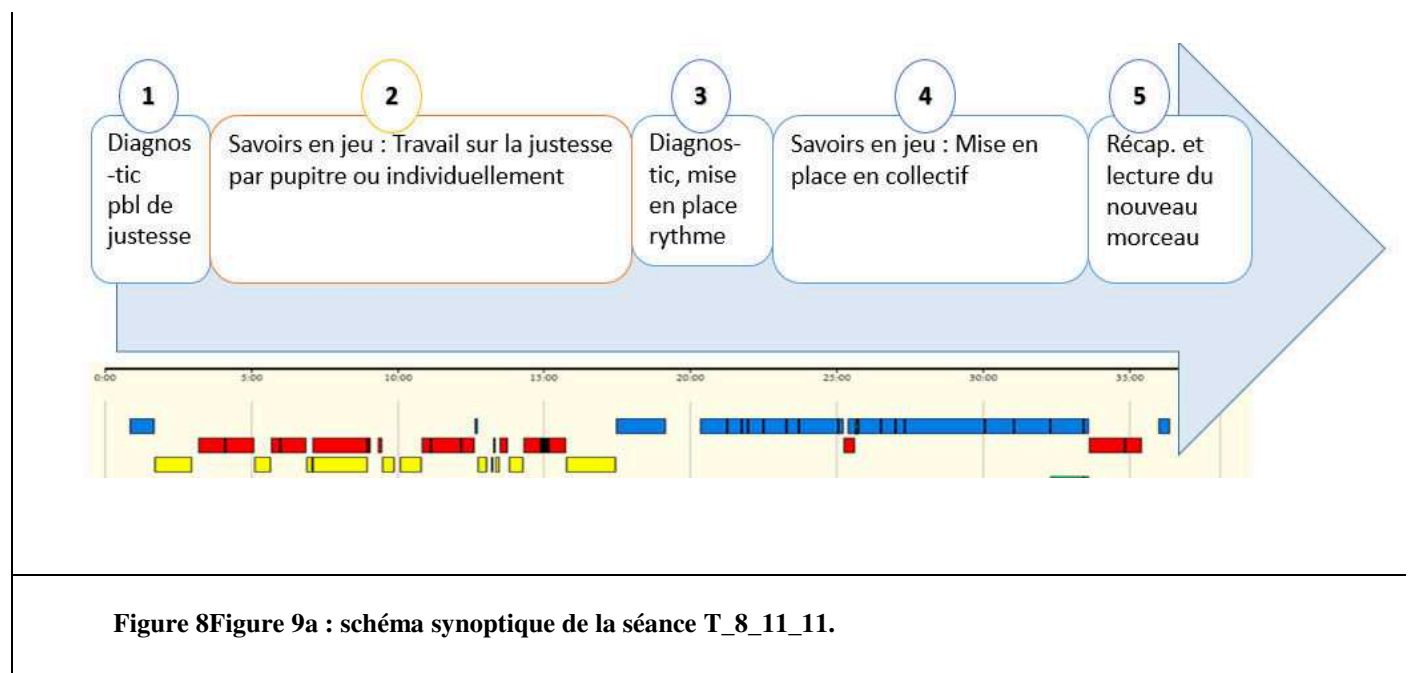 1
Diagnos
-tic
pbl de
justesse
2
Savoirs en jeu : Travail sur la justesse
par pupitre ou individuellement
3
Diagnos-
tic, mise
en place
rythme
4
Savoirs en jeu : Mise en
place en collectif
5
Récap. et
lecture du
nouveau
morceau
0:00 5:00 10:00 15:00 20:00 25:00 30:00 35:00
Figure 8Figure 9a : schéma synoptique de la séance T_8_11_11.